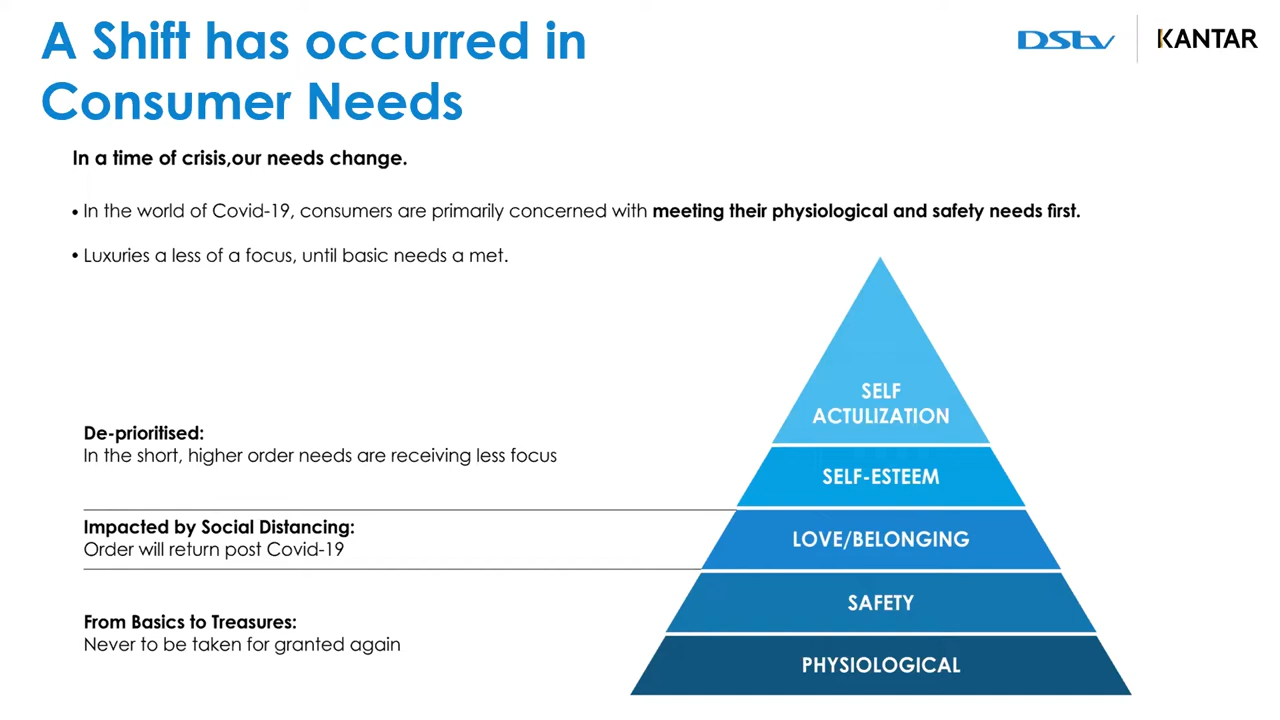 A Shift has occurred in
Consumer Needs
DStv
KANTAR
In a time of crisis,our needs change.
• In the world of Covid-19, consumers are primarily concerned with meeting their physiological and safety needs first.
• Luxuries a less of a focus, until basic needs a met.
De-prioritised:
In the short, higher order needs are receiving less focus
Impacted by Social Distancing:
Order will return post Covid-19
From Basics to Treasures:
Never to be taken for granted again
SELF
ACTULIZATION
SELF-ESTEEM
LOVE/BELONGING
SAFETY
PHYSIOLOGICAL